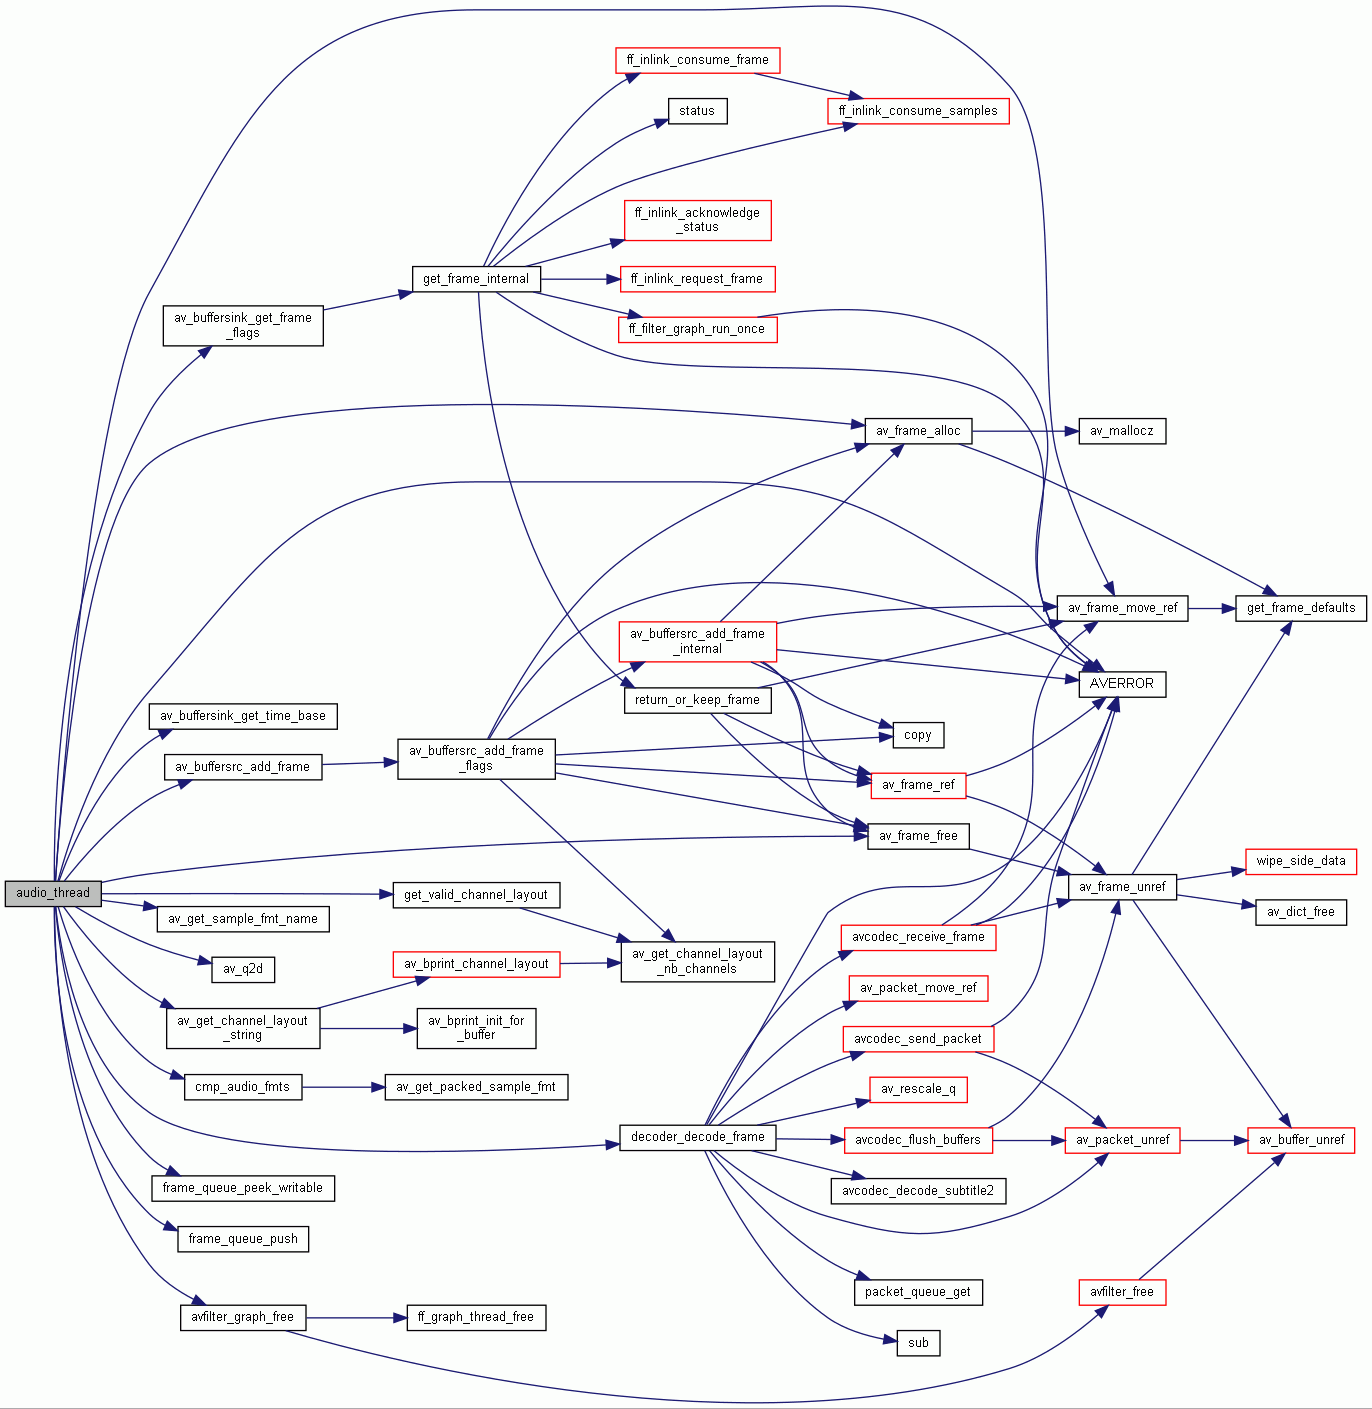 ff_inlink_consume_frame
status
ff_inlink_consume_samples
ff_inlink_acknowledge
_status
get_frame_internal
ff_inlink_request_frame
av_buffersink_get_frame
_flags
ff_filter_graph_run_once
av_frame_alloc
av_mallocz
av_frame_move_ref
get_frame_defaults
av_buffersrc_add_frame
_internal
AVERROR
return_or_keep_frame
av_buffersink_get_time_base
copy
av_buffersrc_add_frame
av_buffersrc_add_frame
_flags
av_frame_ref
av_frame_free
wipe_side_data
audio_thread
get_valid_channel_layout
av_frame_unref
av_get_sample_fmt_name
av_dict_free
avcodec_receive_frame
av_q2d
av_bprint_channel_layout
av_get_channel_layout
_nb_channels
av_packet_move_ref
av_get_channel_layout
_string
av_bprint_init_for
_buffer
avcodec_send_packet
cmp_audio_fmts
av_get_packed_sample_fmt
av_rescale_q
decoder_decode_frame
avcodec_flush_buffers
av_packet_unref
av_buffer_unref
frame_queue_peek_writable
avcodec_decode_subtitle2
frame_queue_push
packet_queue_get
avfilter_free
avfilter_graph_free
ff_graph_thread_free
sub